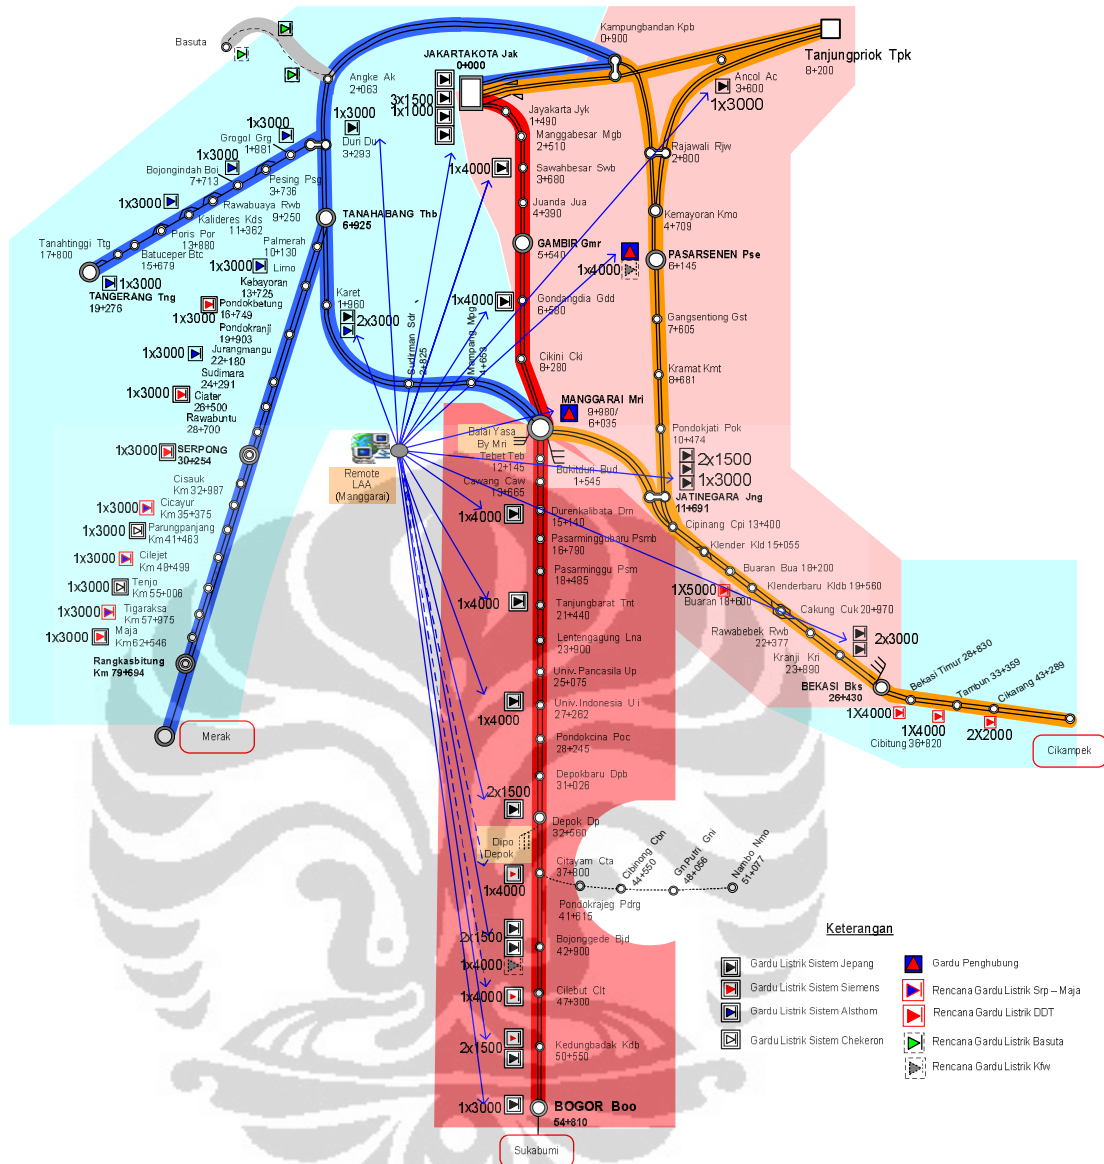 Basuta
Angke Ak
2+063
JAKARTAKOTA Jak
0+000
3x1500
1x1000
Kampungbandan Kpb
0+900
Tanjungpriok Tpk
8+200
Ancol Ac
3+600
1x3000
Jayakarta Jyk
1+490
Manggabesar Mgb
2+510
Sawahbesar Swb
3+680
1x4000
Juanda Jua
4+390
GAMBIR Gmr
5+540
1x4000
Gondangdia Gdd
6+580
Cikini Cki
8+280
MANGGARAI Mri
9+980/
6+035
1x4000
Rajawali Rjw
2+800
Kemayoran Kmo
4+709
PASARSENEN Pse
6+145
Gangsentiong Gst
7+605
Kramat Kmt
8+681
Pondokjati Pok
10+474
2x1500
1x3000
JATINEGARA Jng
11+691
1x3000
Duri Du
3+293
1x3000
Grogol Grg
1+881
1x3000
Bojongindah Boi
7+713
Pesing Psg
3+736
1x3000
Rawabuaya Rwb
9+250
Kalideres Kds
11+362
Poris Por
13+880
Batuceper Btc
15+679
Tanahtinggi Ttg
17+800
1x3000
TANGERANG Tng
19+276
TANAHABANG Thb
6+925
Palmerah
10+130
1x3000
Limo
Kebayoran
13+725
Pondokbetung
16+749
1x3000
Pondokranji
19+903
Jurangmangu
22+180
1x3000
Sudimara
24+291
Ciater
26+500
1x3000
Rawabuntu
28+700
1x3000
SERPONG
30+254
Cisauk
Km 32+987
1x3000
Cicayur
Km 35+375
1x3000
Parungpanjang
Km 41+463
1x3000
Cilejet
Km 48+499
1x3000
Tenjo
Km 55+006
1x3000
Tigaraksa
Km 57+975
1x3000
Maja
Km 62+546
Rangkasbitung
Km 79+694
Merak
Karet
1+960
2x3000
Sudirman Sdr
2+825
Mampang Mpg
4+653
Remote
LAA
(Manggarai)
Balai Yasa
By Mri
Tebet Teb
12+145
Bukitduri Bud
1+545
Cawang Caw
13+665
1x4000
Durenkalibata Dm
15+140
Pasarminggubaru Psmb
16+790
Pasarminggu Psm
18+485
1x4000
Tanjungbarat Tnt
21+440
Lentengagung Lna
23+900
Univ.Pancasila Up
25+075
1x4000
Univ.Indonesia U i
27+262
Pondokcina Poc
28+245
Depokbaru Dpb
31+026
2x1500
Depok Dp
32+560
Dipo
Depok
Citayam Cta
37+800
1x4000
Cibinong Cbn
44+550
Gn Putri Gni
48+056
Nambo Nmo
51+077
Pondokrajeg Pdrg
41+615
2x1500
Bojonggede Bjd
42+900
1x4000
1x4000
Cilebut Clt
47+300
2x1500
Kedungbadak Kdb
50+550
1x3000
BOGOR Boo
54+810
Sukabumi
Cipinang Cpi 13+400
Klender Kld 15+055
Buaran Bua 18+200
Klenderbaru Kldb 19+560
1X5000
Buaran 18+600
Cakung Cuk 20+970
Rawabebek Rwb
22+377
Kranji Kri
23+890
2x3000
BEKASI Bks
26+430
Bekasi Timur 28+830
Tambun 33+359
Cikarang 43+289
1X4000
1X4000
Cibitung 36+820
2X2000
Cikampek
Keterangan
Gardu Listrik Sistem Jepang
Gardu Listrik Sistem Siemens
Gardu Listrik Sistem Alsthom
Gardu Listrik Sistem Chekeron
Gardu Penghubung
Rencana Gardu Listrik Srp – Maja
Rencana Gardu Listrik DDT
Rencana Gardu Listrik Basuta
Rencana Gardu Listrik Kfw